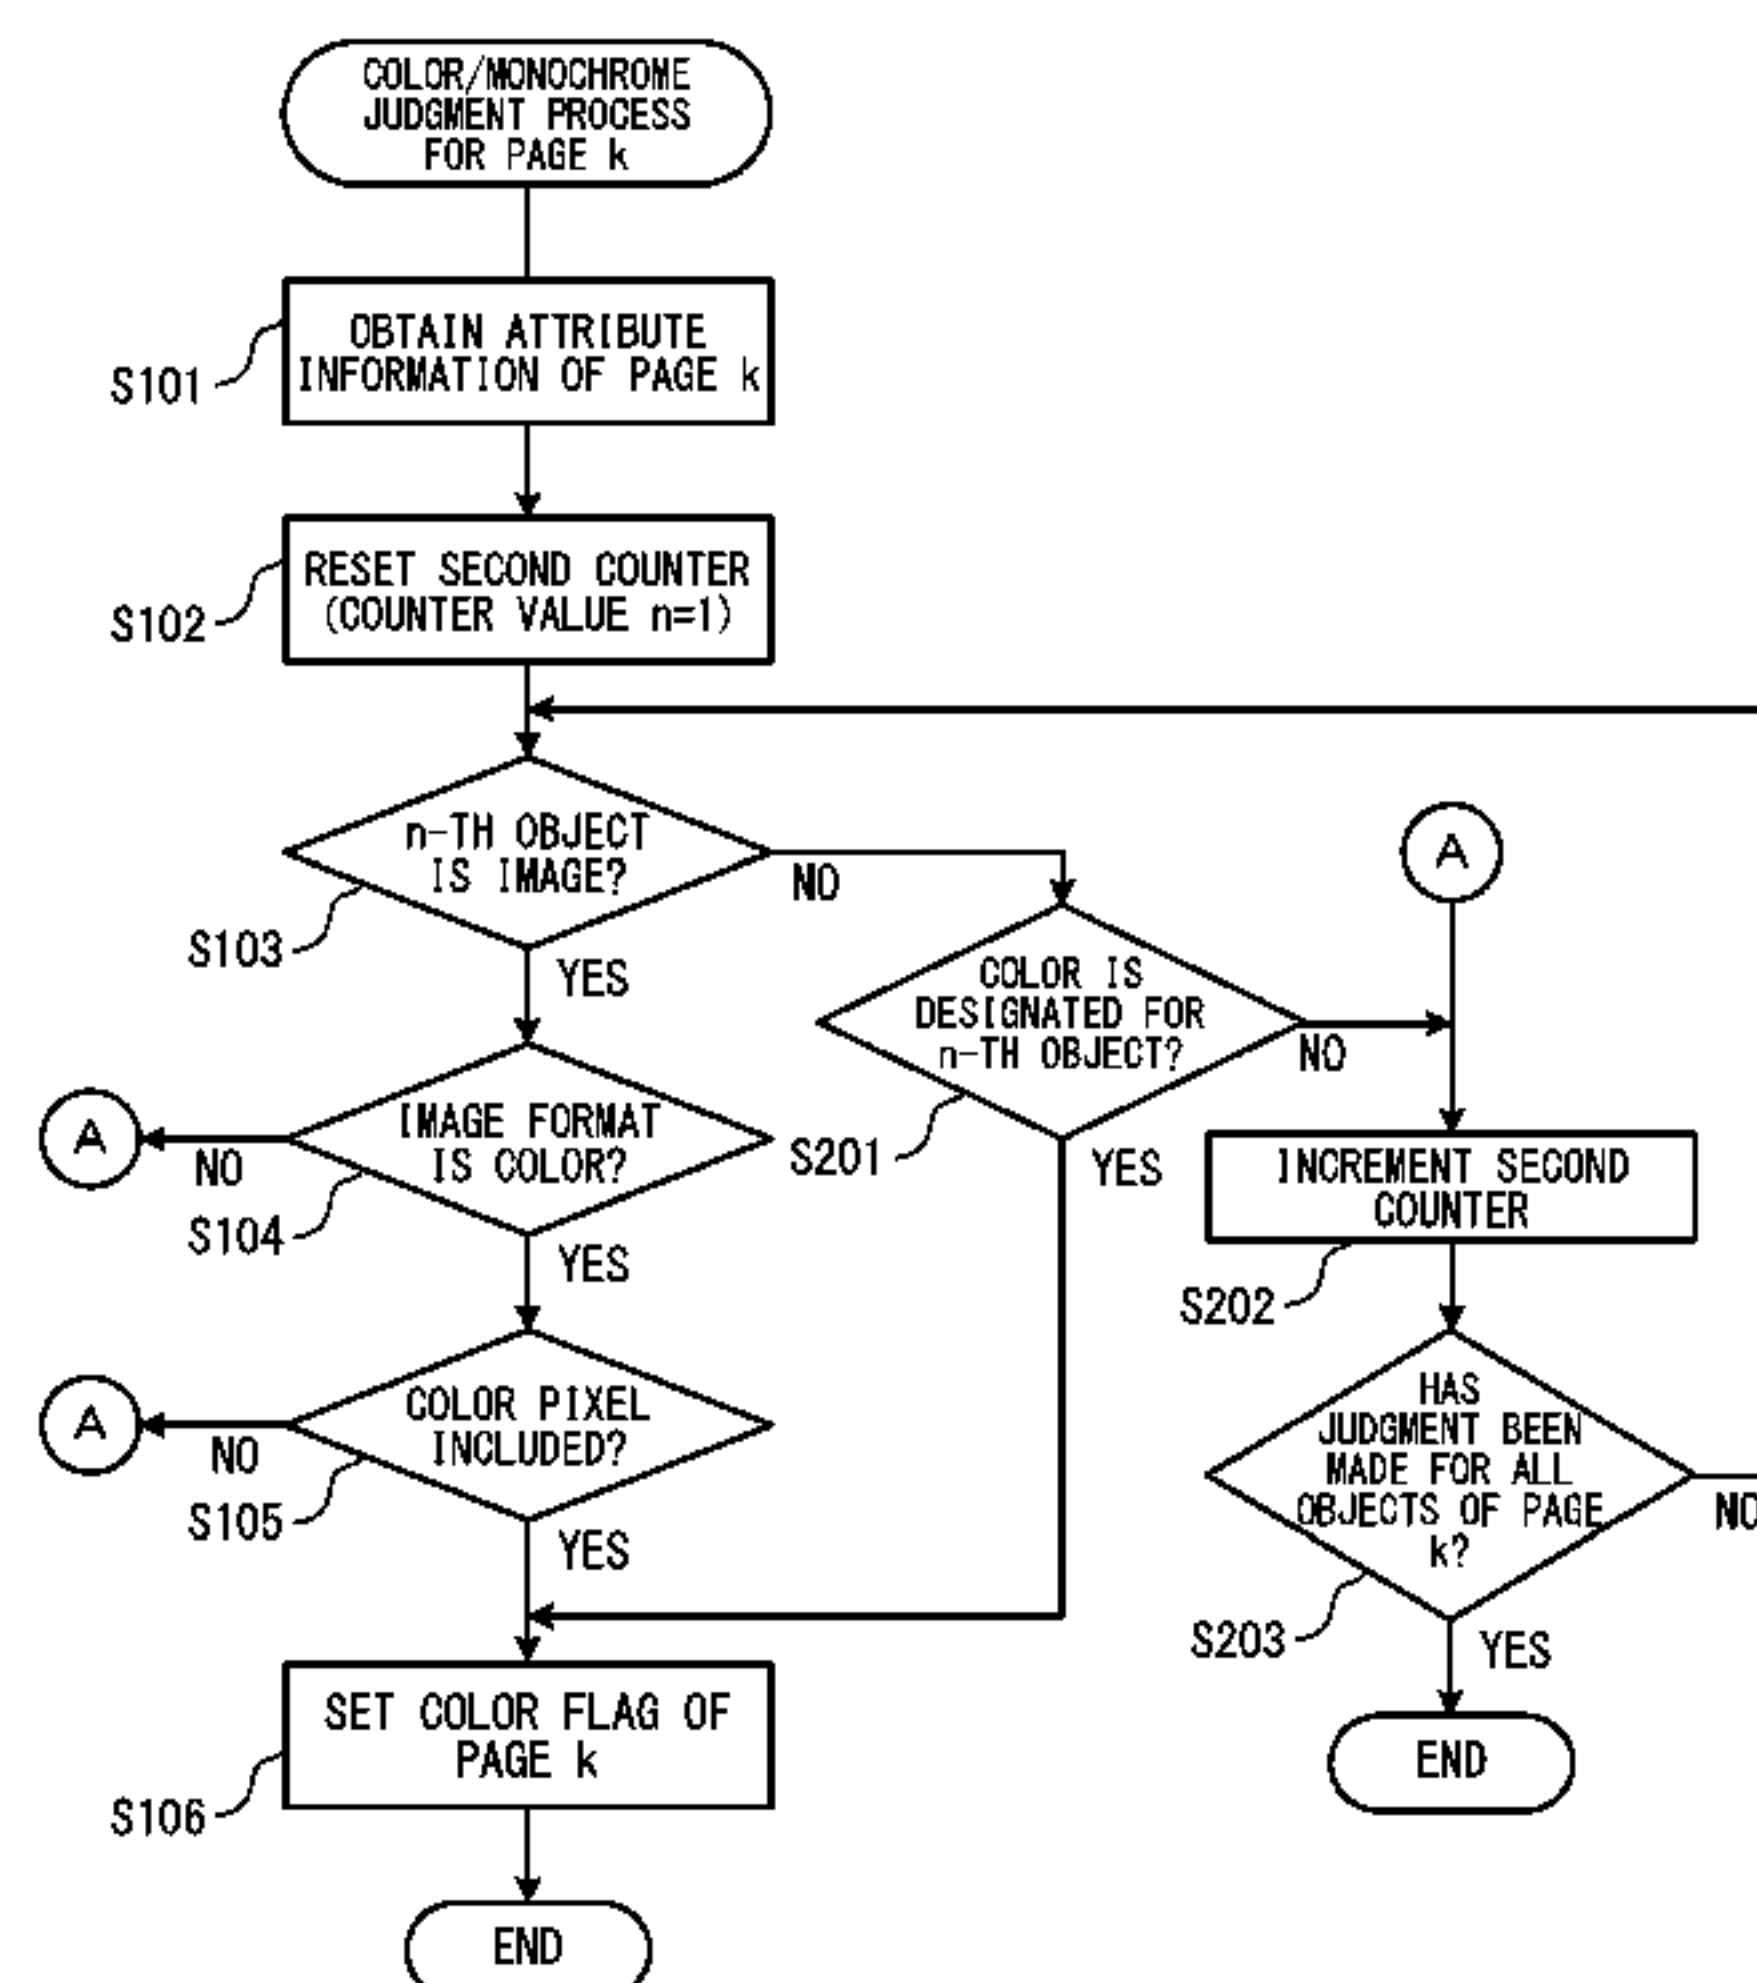 COLOR/MONOCHROME
JUDGMENT PROCESS
FOR PAGE k
OBTAIN ATTRIBUTE
INFORMATION OF PAGE k
S101
RESET SECOND COUNTER
(COUNTER VALUE n=1)
S102
n-TH OBJECT
IS IMAGE?
NO
S103
YES
A
COLOR IS
DESIGNATED FOR
n-TH OBJECT?
NO
S201
YES
IMAGE FORMAT
IS COLOR?
A
NO
S104
YES
INCREMENT SECOND
COUNTER
S202
COLOR PIXEL
INCLUDED?
A
NO
S105
YES
HAS
JUDGMENT BEEN
MADE FOR ALL
OBJECTS OF PAGE
k?
NO
S203
YES
SET COLOR FLAG OF
PAGE k
S106
END
END